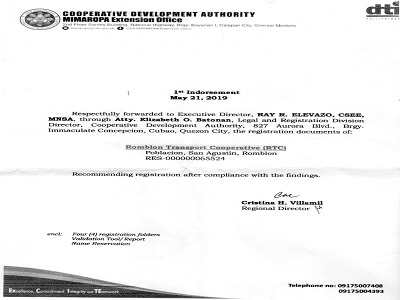 COOPERATIVE DEVELOPMENT AUTHORITY
MIMAROPA Extension Office
2nd Floor Santos Building, National Highway, Brgy. Bayanan I, Calapan City, Oriental Mindoro
dti
PHILIPPINES
1st Indorsement
May 21, 2019
Respectfully forwarded to Executive Director, RAY R. ELEVAZO, CSEE,
MNSA, through Atty. Elizabeth O. Batonan, Legal and Registration Division
Director, Cooperative Development Authority, 827 Aurora Blvd., Brgy.
Immaculate Concepcion, Cubao, Quezon City, the registration documents of:
Romblon Transport Cooperative (RTC)
Poblacion, San Agustin, Romblon
RES-000000065524
Recommending registration after compliance with the findings.
Cristina H. Villamil
Regional Director
encl: Four (4) registration folders
Validation Tool/Report
Name Reservation
EXcellence, Commitment Integrity and TEamwork
Telephone no: 09175007408
09175004393